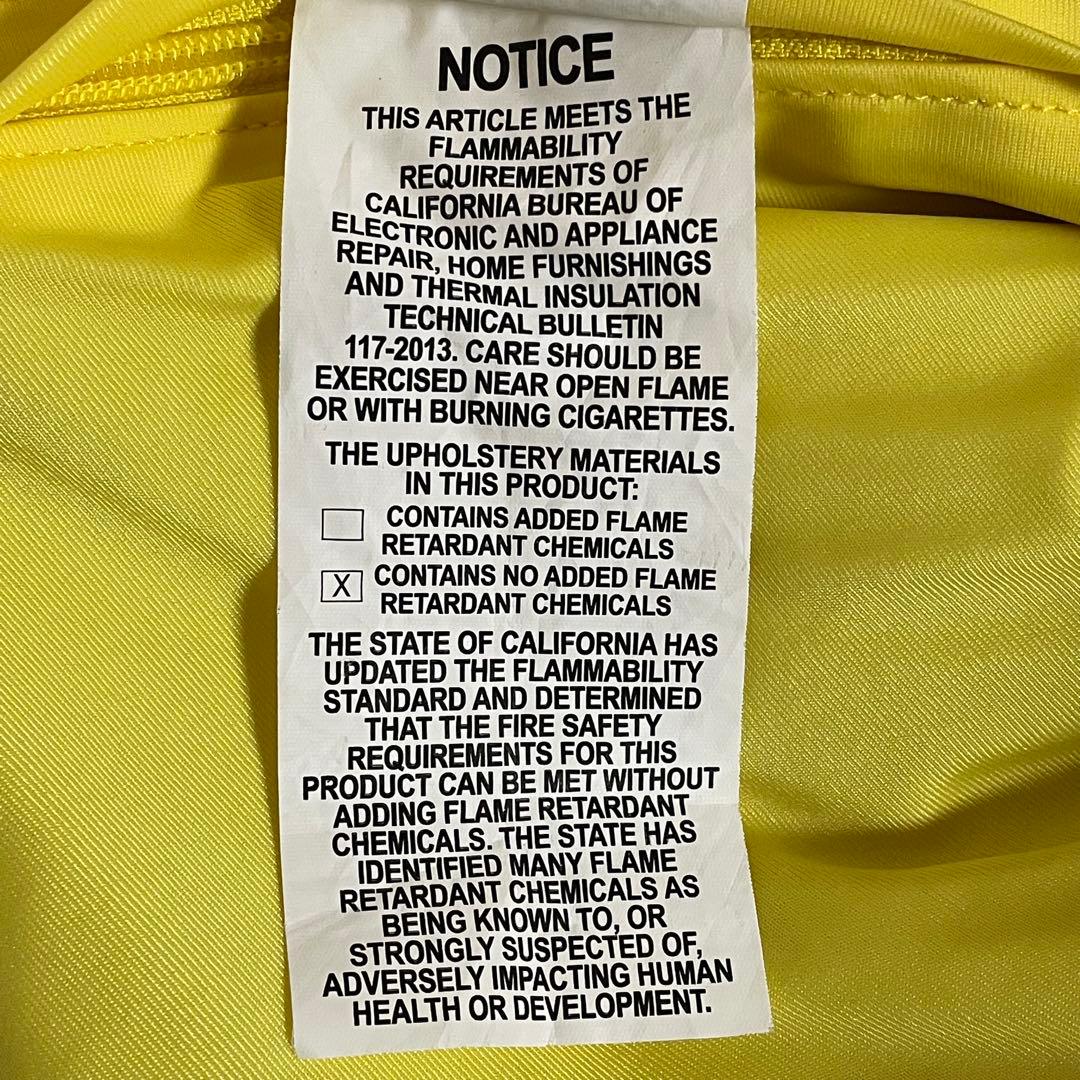 NOTICE
THIS ARTICLE MEETS THE
FLAMMABILITY
REQUIREMENTS OF
CALIFORNIA BUREAU OF
ELECTRONIC AND APPLIANCE
REPAIR, HOME FURNISHINGS
AND THERMAL INSULATION
TECHNICAL BULLETIN
117-2013. CARE SHOULD BE
EXERCISED NEAR OPEN FLAME
OR WITH BURNING CIGARETTES.
THE UPHOLSTERY MATERIALS
IN THIS PRODUCT:
CONTAINS ADDED FLAME
RETARDANT CHEMICALS
X CONTAINS NO ADDED FLAME
RETARDANT CHEMICALS
THE STATE OF CALIFORNIA HAS
UPDATED THE FLAMMABILITY
STANDARD AND DETERMINED
THAT THE FIRE SAFETY
REQUIREMENTS FOR THIS
PRODUCT CAN BE MET WITHOUT
ADDING FLAME RETARDANT
CHEMICALS. THE STATE HAS
IDENTIFIED MANY FLAME
RETARDANT CHEMICALS AS
BEING KNOWN TO, OR
STRONGLY SUSPECTED OF,
ADVERSELY IMPACTING HUMAN
HEALTH OR DEVELOPMENT.